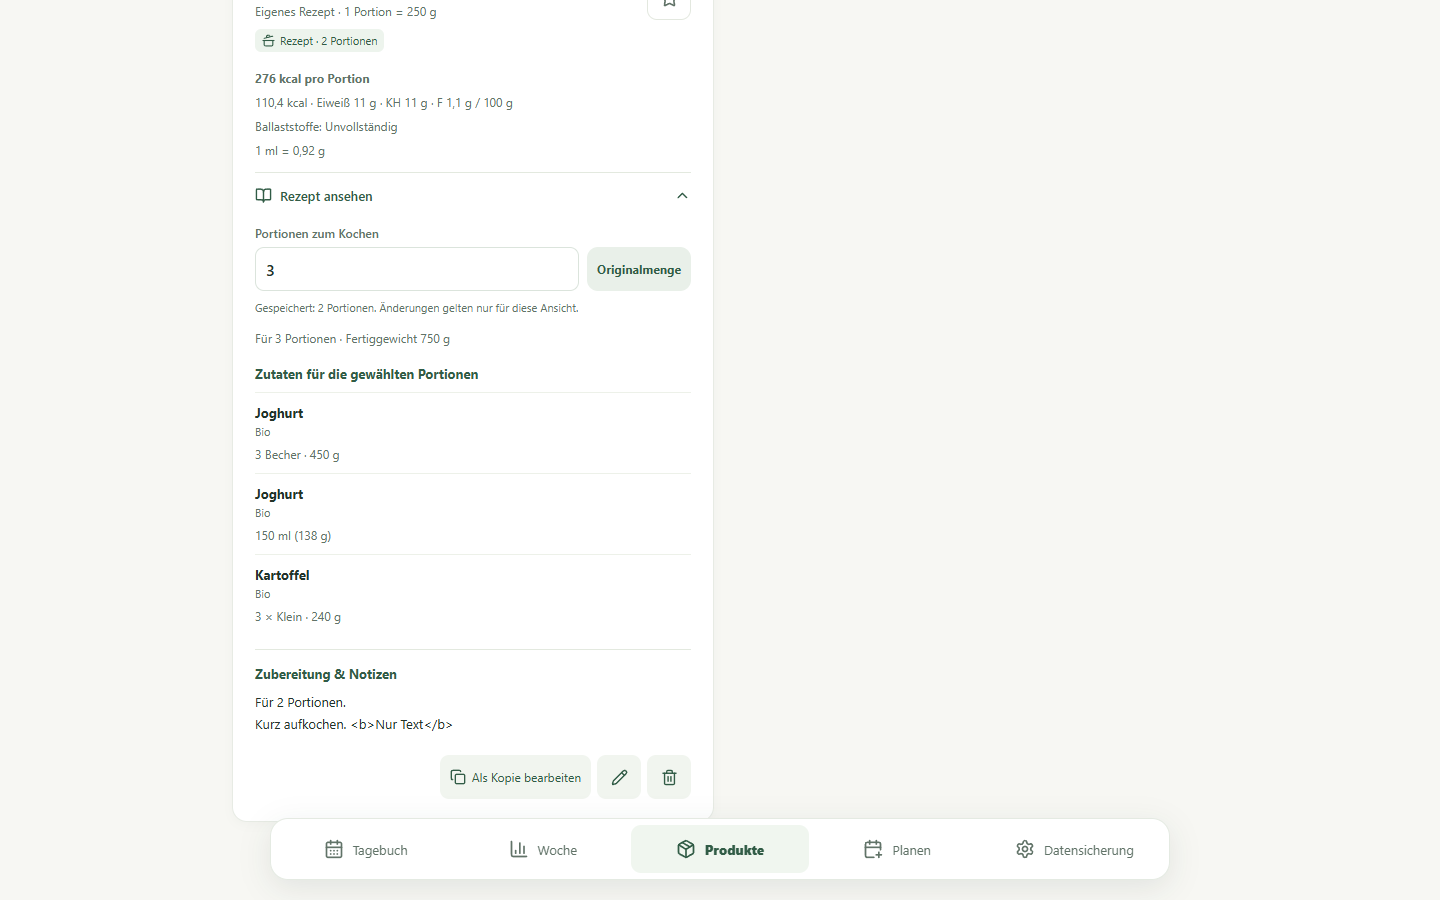 Eigenes Rezept · 1 Portion = 250 g
Rezept · 2 Portionen
276 kcal pro Portion
110,4 kcal · Eiweiß 11 g · KH 11 g · F 1,1 g / 100 g
Ballaststoffe: Unvollständig
1 ml = 0,92 g
Rezept ansehen
Portionen zum Kochen
3
Originalmenge
Gespeichert: 2 Portionen. Änderungen gelten nur für diese Ansicht.
Für 3 Portionen · Fertiggewicht 750 g
Zutaten für die gewählten Portionen
Joghurt
Bio
3 Becher · 450 g
Joghurt
Bio
150 ml (138 g)
Kartoffel
Bio
3 × Klein · 240 g
Zubereitung & Notizen
Für 2 Portionen.
Kurz aufkochen. <b>Nur Text</b>
Als Kopie bearbeiten
Tagebuch
Woche
Produkte
Planen
Datensicherung